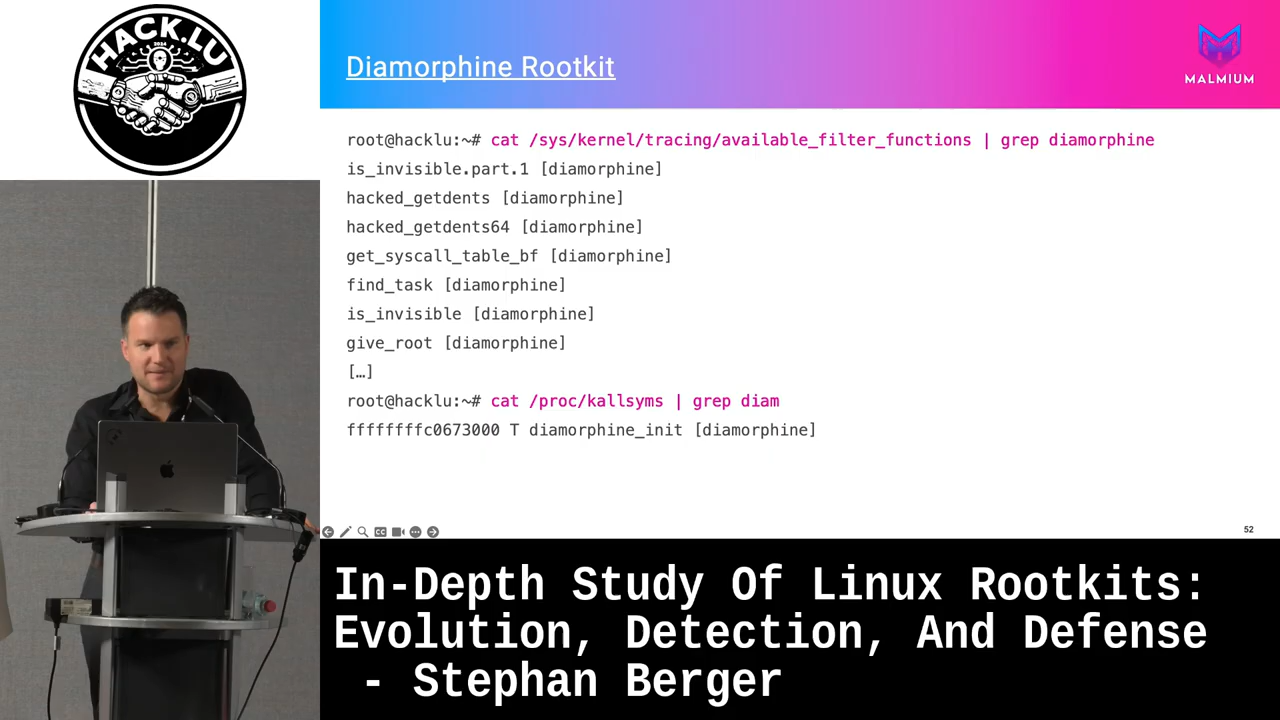 HACK.LU
2024
Diamorphine Rootkit
MALMIUM
root@hacklu:~# cat /sys/kernel/tracing/available_filter_functions | grep diamorphine
is_invisible.part.1 [diamorphine]
hacked_getdents [diamorphine]
hacked_getdents64 [diamorphine]
get_syscall_table_bf [diamorphine]
find_task [diamorphine]
is_invisible [diamorphine]
give_root [diamorphine]
[…]
root@hacklu:~# cat /proc/kallsyms | grep diam
ffffffffc0673000 T diamorphine_init [diamorphine]
CC
52
In-Depth Study Of Linux Rootkits:
Evolution, Detection, And Defense
- Stephan Berger